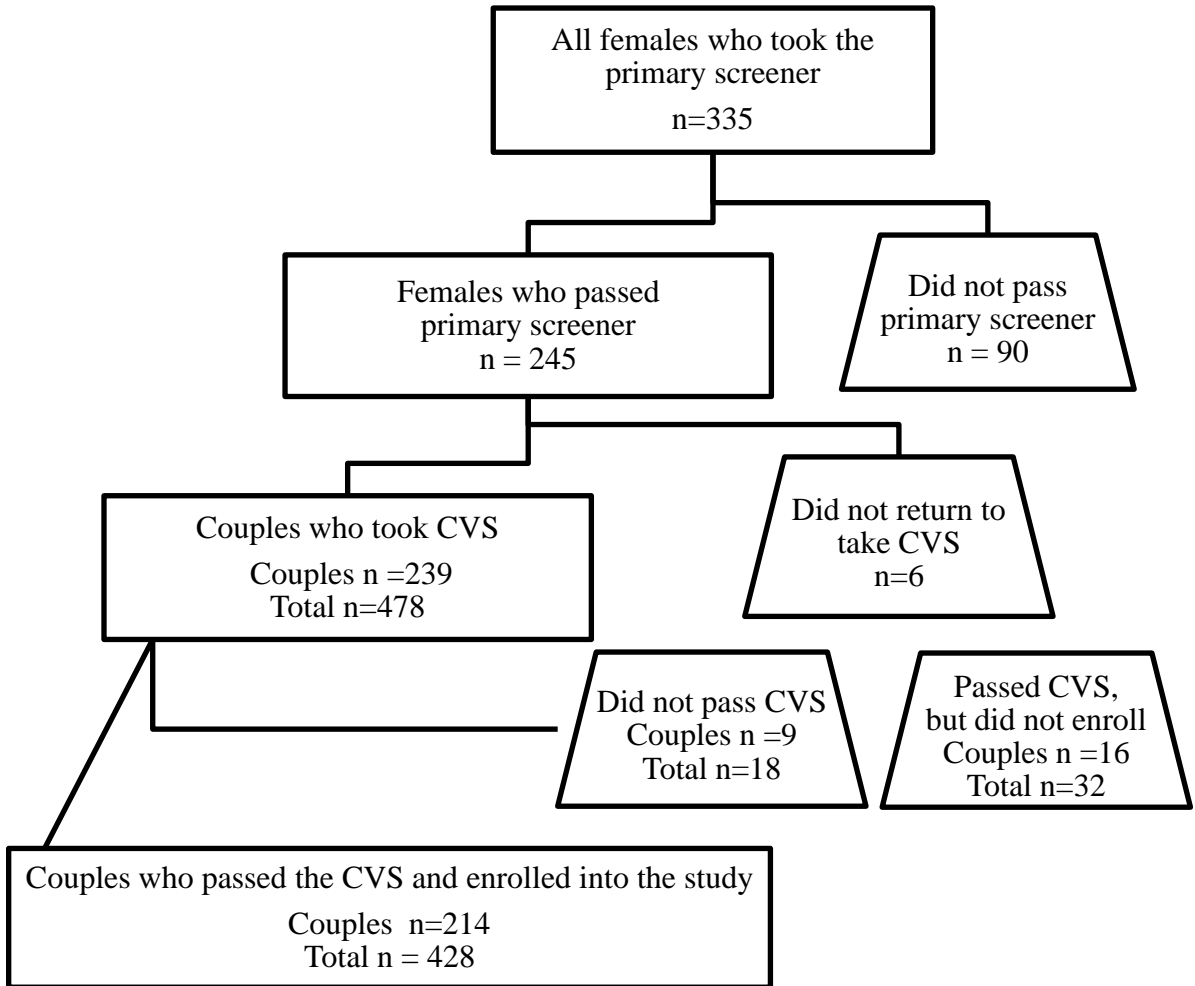 All females who took the
primary screener
n=335
Females who passed
primary screener
n = 245
Did not pass
primary screener
n = 90
Couples who took CVS
Couples n =239
Total n=478
Did not return to
take CVS
n=6
Did not pass CVS
Couples n =9
Total n=18
Passed CVS,
but did not enroll
Couples n =16
Total n=32
Couples who passed the CVS and enrolled into the study
Couples n=214
Total n = 428